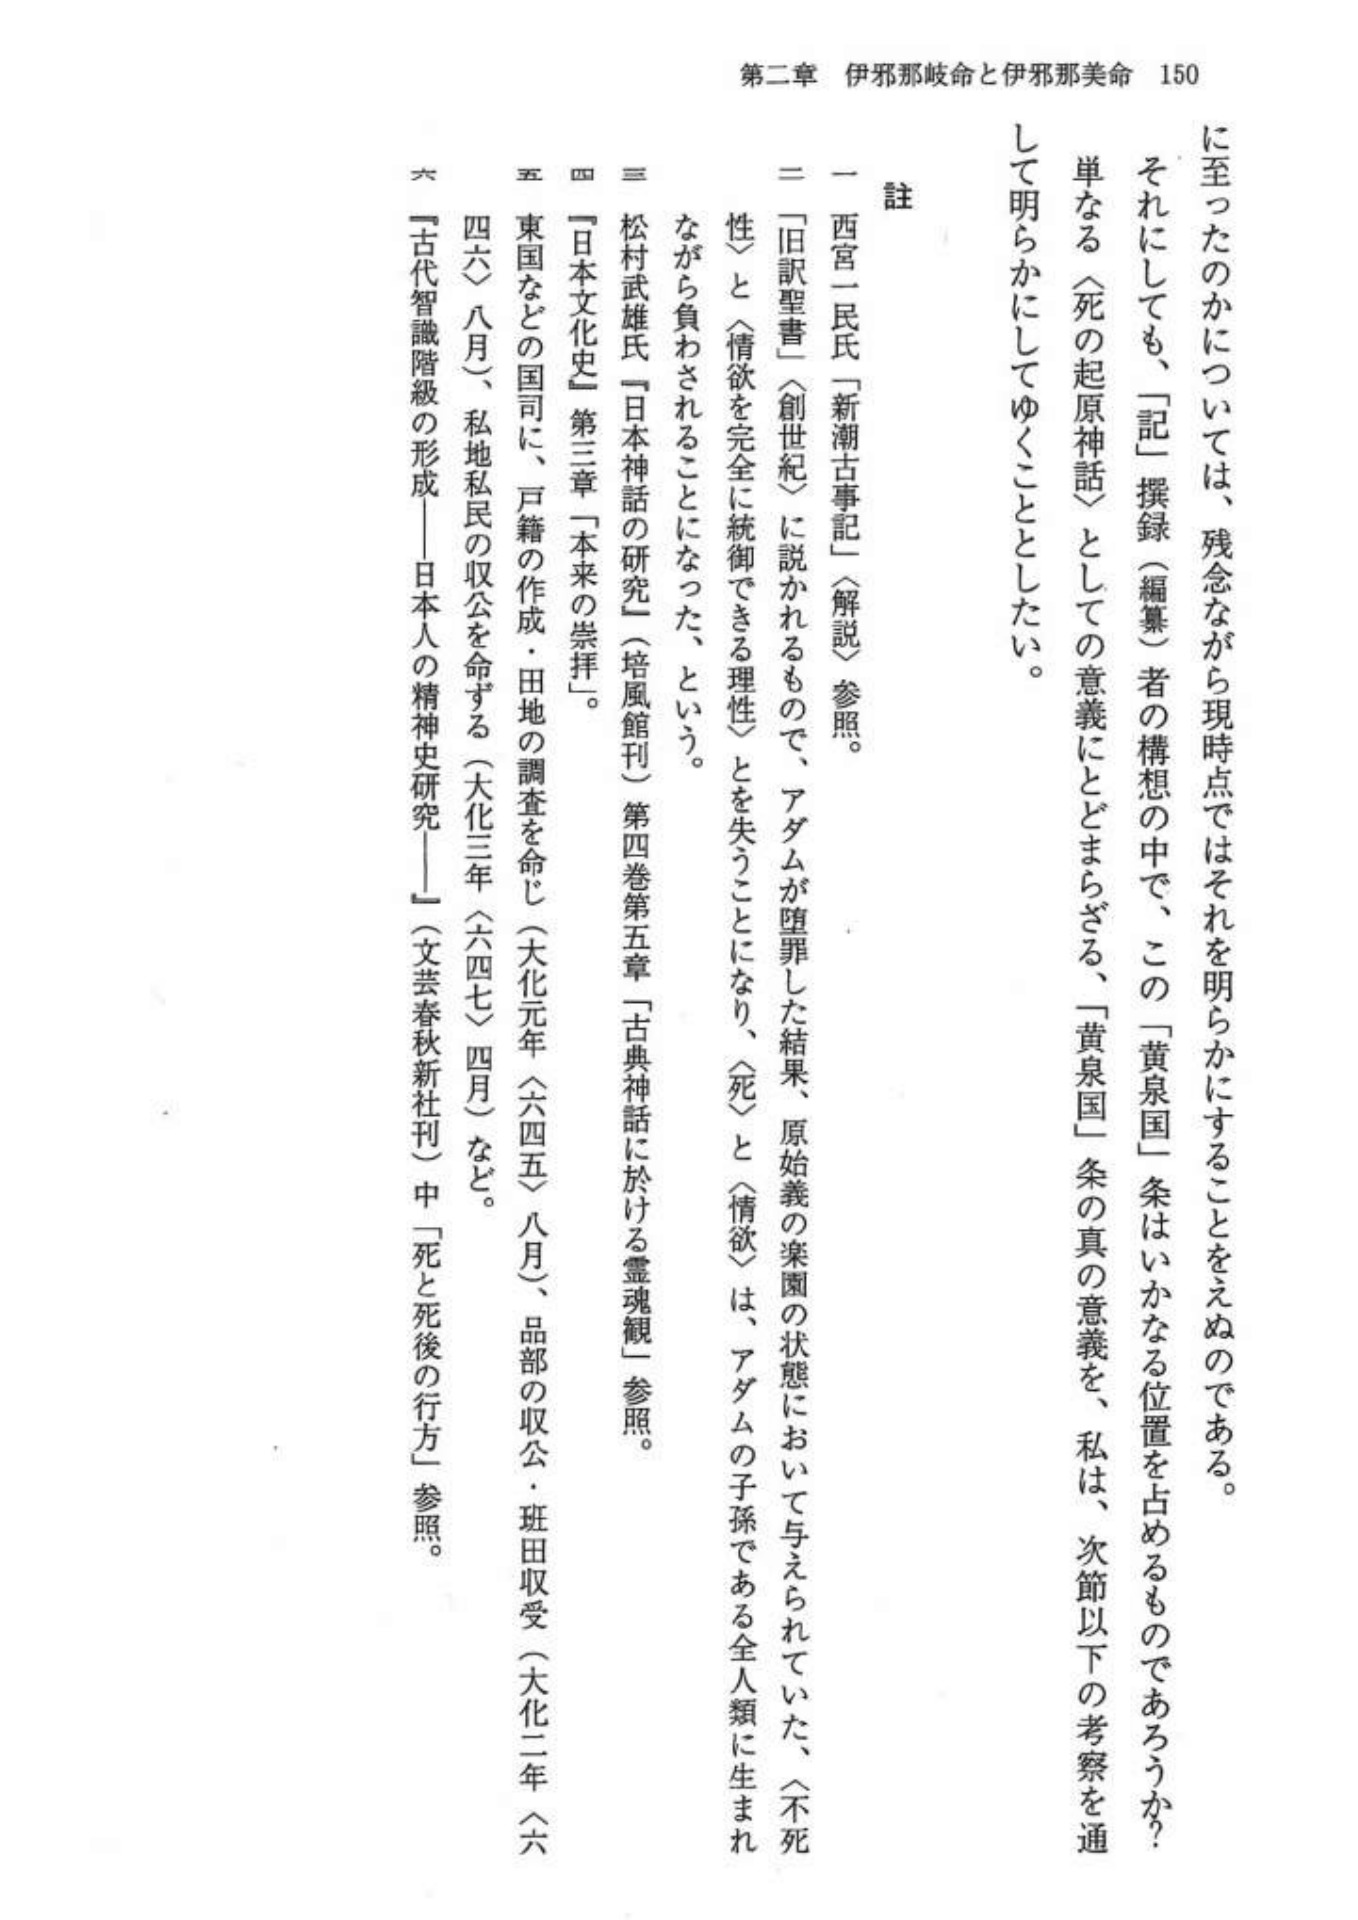 第二章　伊邪那岐命と伊邪那美命　150
に至ったのかについては、残念ながら現時点ではそれを明らかにすることをえぬのである。
それにしても、「記」撰録（編纂）者の構想の中で、この「黄泉国」条はいかなる位置を占めるものであろうか？
単なる〈死の起原神話〉としての意義にとどまらざる、「黄泉国」条の真の意義を、私は、次節以下の考察を通
して明らかにしてゆくこととしたい。
註
一　西宮一民氏「新潮古事記」〈解説〉参照。
二　「旧訳聖書」〈創世紀〉に説かれるもので、アダムが堕罪した結果、原始義の楽園の状態において与えられていた、〈不死
性〉と〈情欲を完全に統御できる理性〉とを失うことになり、〈死〉と〈情欲〉は、アダムの子孫である全人類に生まれ
ながら負わされることになった、という。
三　松村武雄氏『日本神話の研究』（培風館刊）第四巻第五章「古典神話に於ける霊魂観」参照。
四　『日本文化史』第三章「本来の崇拝」。
五　東国などの国司に、戸籍の作成・田地の調査を命じ（大化元年〈六四五〉八月）、品部の収公・班田収受（大化二年〈六
四六〉八月）、私地私民の収公を命ずる（大化三年〈六四七〉四月）など。
六　『古代智識階級の形成――日本人の精神史研究――』（文芸春秋新社刊）中「死と死後の行方」参照。